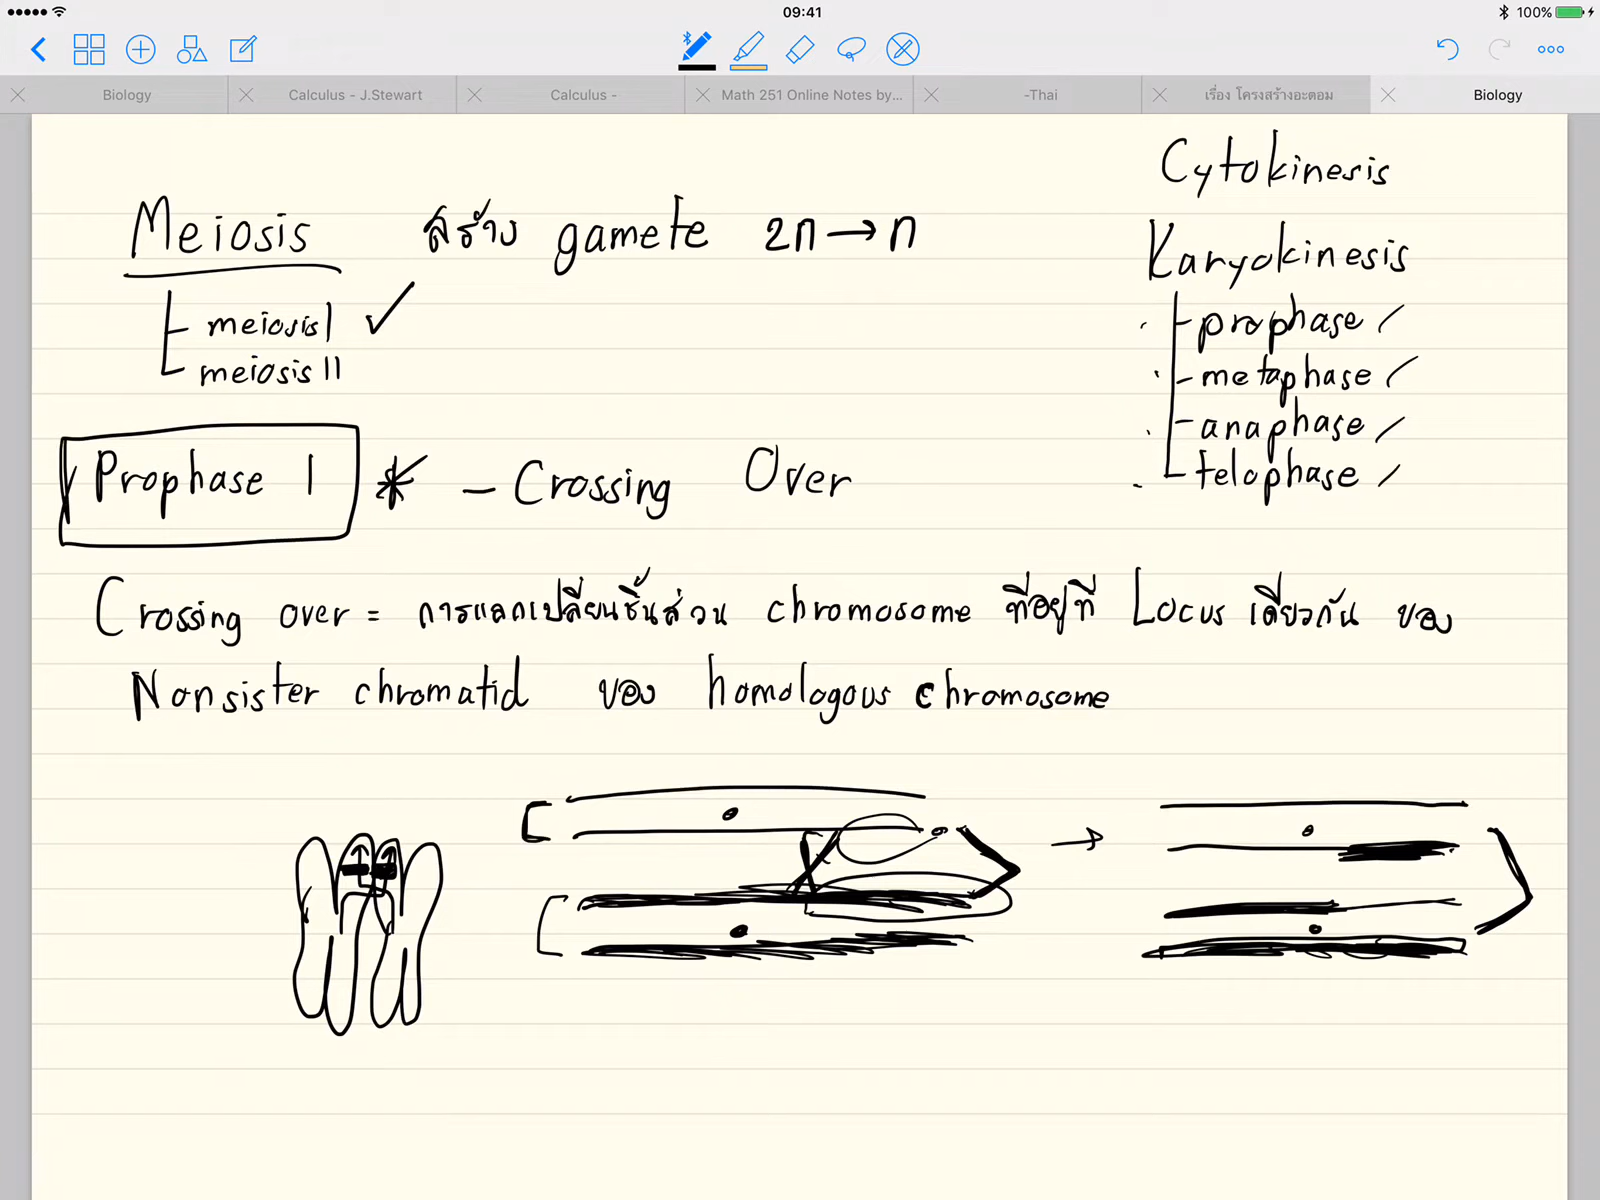 09:41
100%
Biology
Calculus - J.Stewart
Calculus -
Math 251 Online Notes by...
-Thai
เรื่อง โครงสร้างอะตอม
Biology
Cytokinesis
Meiosis สร้าง gamete 2n → n
Karyokinesis
meiosis I ✓
meiosis II
- prophase ✓
- metaphase ✓
- anaphase ✓
- telophase ✓
Prophase I * - Crossing Over
Crossing over = การแลกเปลี่ยนชิ้นส่วน chromosome ที่อยู่ที่ Locus เดียวกัน ของ
Nonsister chromatid ของ homologous chromosome